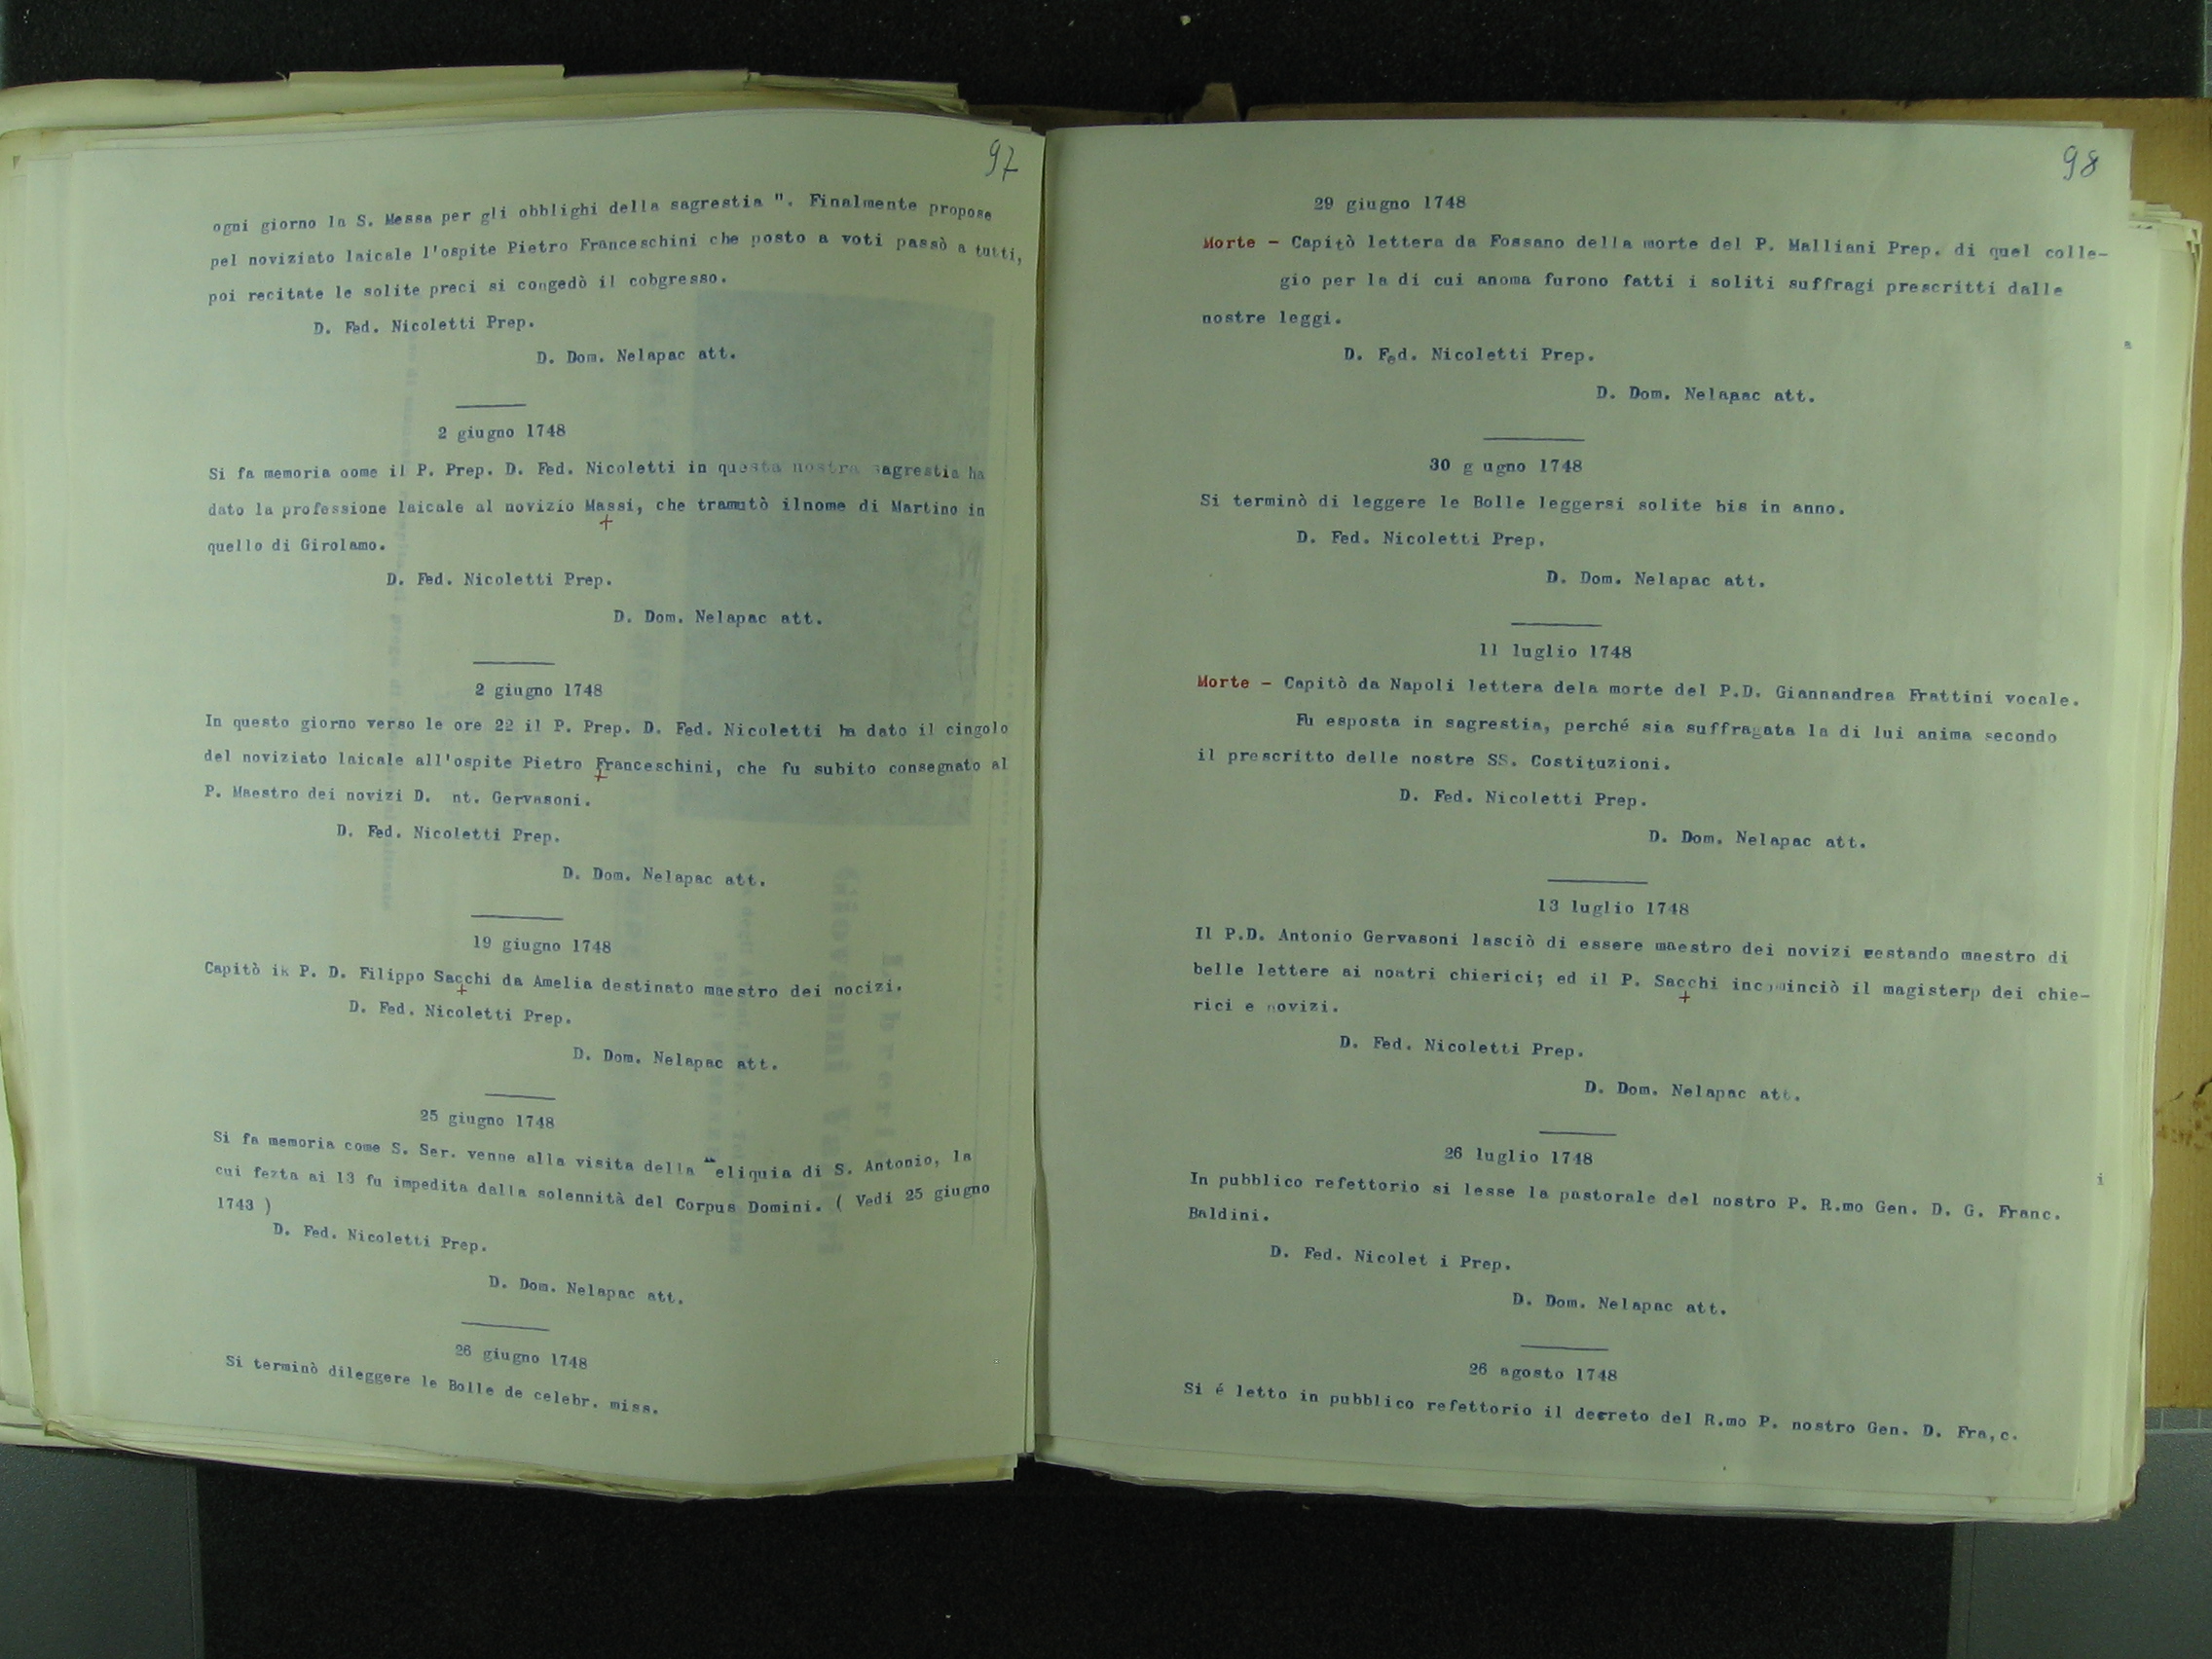 97
ogni giorno la S. Messa per gli obblighi della sagrestia ". Finalmente propose
pel noviziato laicale l'ospite Pietro Franceschini che posto a voti passò a tutti,
poi recitate le solite preci si congedò il cobgresso.
D. Fed. Nicoletti Prep.
D. Dom. Nelapac att.
2 giugno 1748
Si fa memoria oome il P. Prep. D. Fed. Nicoletti in questa nostra sagrestia ha
dato la professione laicale al novizio Massi, che tramutò ilnome di Martino in
quello di Girolamo.
D. Fed. Nicoletti Prep.
D. Dom. Nelapac att.
2 giugno 1748
In questo giorno verso le ore 22 il P. Prep. D. Fed. Nicoletti ha dato il cingolo
del noviziato laicale all'ospite Pietro Franceschini, che fu subito consegnato al
P. Maestro dei novizi D. nt. Gervasoni.
D. Fed. Nicoletti Prep.
D. Dom. Nelapac att.
19 giugno 1748
Capitò ik P. D. Filippo Sacchi da Amelia destinato maestro dei nocizi.
D. Fed. Nicoletti Prep.
D. Dom. Nelapac att.
25 giugno 1748
Si fa memoria come S. Ser. venne alla visita della eliquia di S. Antonio, la
cui fezta ai 13 fu impedita dalla solennità del Corpus Domini. ( Vedi 25 giugno
1743 )
D. Fed. Nicoletti Prep.
D. Dom. Nelapac att.
26 giugno 1748
Si terminò dileggere le Bolle de celebr. miss.
98
29 giugno 1748
Morte - Capitò lettera da Fossano della morte del P. Malliani Prep. di quel colle-
gio per la di cui anoma furono fatti i soliti suffragi prescritti dalle
nostre leggi.
D. Fed. Nicoletti Prep.
D. Dom. Nelapac att.
30 g ugno 1748
Si terminò di leggere le Bolle leggersi solite bis in anno.
D. Fed. Nicoletti Prep.
D. Dom. Nelapac att.
11 luglio 1748
Morte - Capitò da Napoli lettera dela morte del P.D. Giannandrea Frattini vocale.
Fu esposta in sagrestia, perché sia suffragata la di lui anima secondo
il prescritto delle nostre SS. Costituzioni.
D. Fed. Nicoletti Prep.
D. Dom. Nelapac att.
13 luglio 1748
Il P.D. Antonio Gervasoni lasciò di essere maestro dei novizi restando maestro di
belle lettere ai noatri chierici; ed il P. Sacchi incominciò il magisterp dei chie-
rici e novizi.
D. Fed. Nicoletti Prep.
D. Dom. Nelapac att.
26 luglio 1748
In pubblico refettorio si lesse la pastorale del nostro P. R.mo Gen. D. G. Franc.
Baldini.
D. Fed. Nicolet i Prep.
D. Dom. Nelapac att.
26 agosto 1748
Si é letto in pubblico refettorio il decreto del R.mo P. nostro Gen. D. Fra,c.